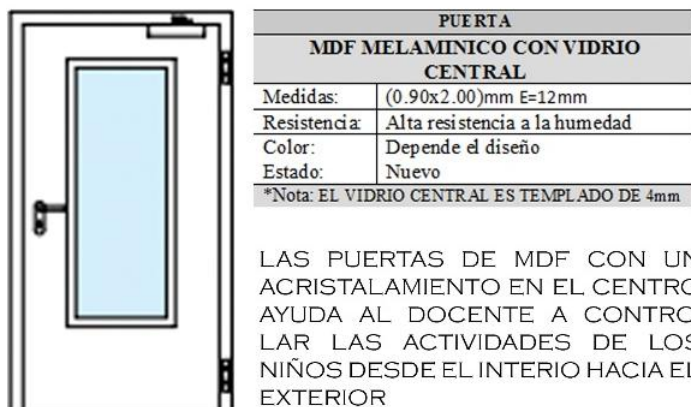 PUERTA
MDF MELAMINICO CON VIDRIO
CENTRAL
Medidas: (0.90x2.00)mm E=12mm
Resistencia: Alta resistencia a la humedad
Color: Depende el diseño
Estado: Nuevo
*Nota: EL VIDRIO CENTRAL ES TEMPLADO DE 4mm
LAS PUERTAS DE MDF CON UN
ACRISTALAMIENTO EN EL CENTRO
AYUDA AL DOCENTE A CONTRO
LAR LAS ACTIVIDADES DE LOS
NIÑOS DESDE EL INTERIO HACIA EL
EXTERIOR